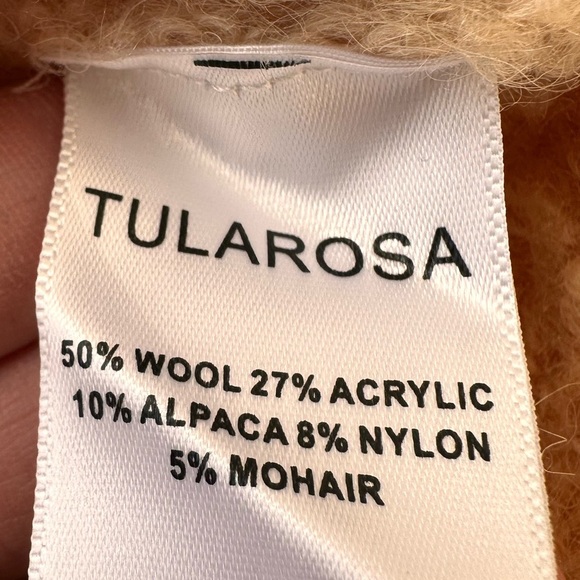 TULAROSA
50% WOOL 27% ACRYLIC
10% ALPACA 8% NYLON
5% MOHAIR